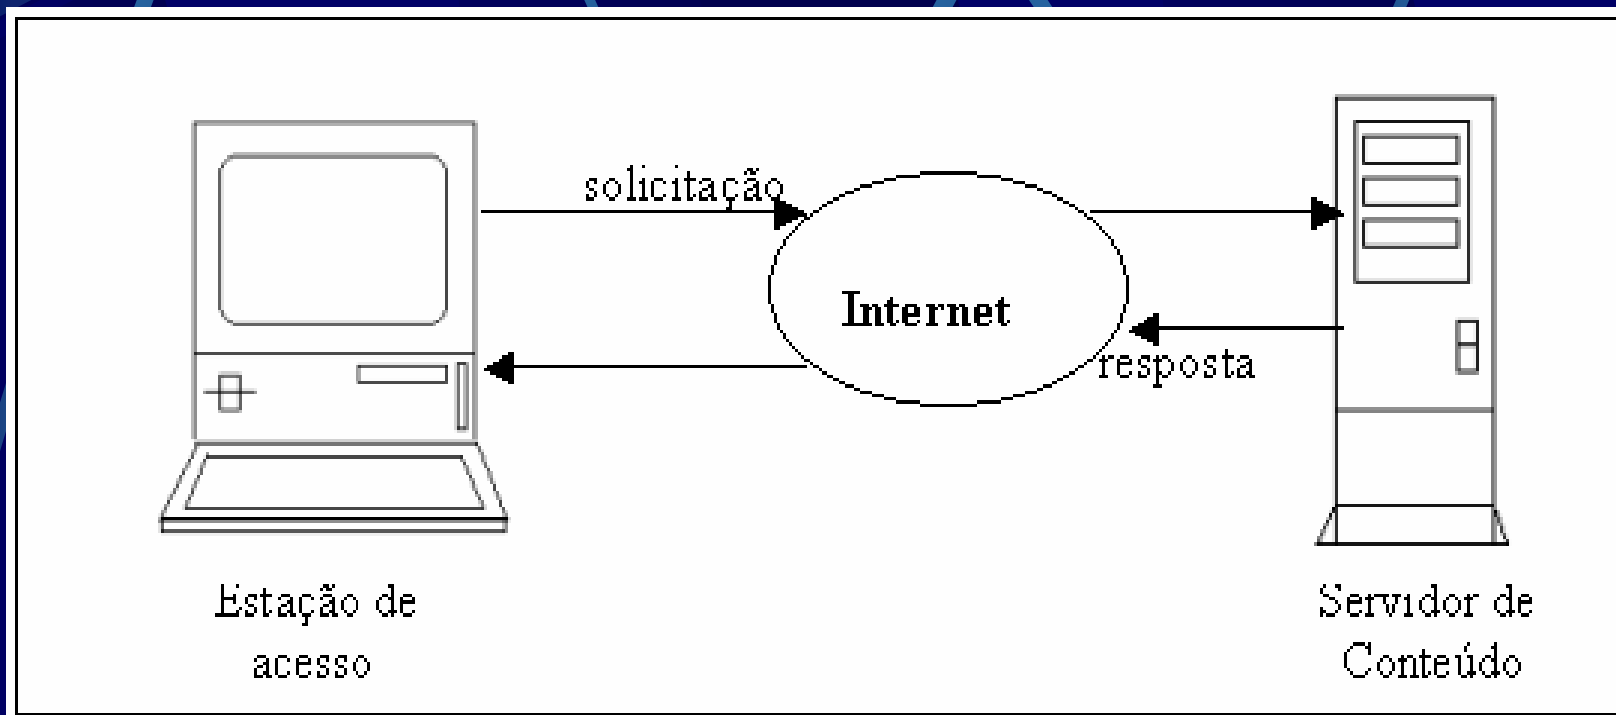 solicitação
Internet
resposta
Estação de
acesso
Servidor de
Conteúdo